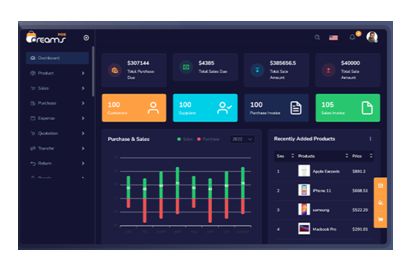 Dreams
POS
Dashboard
Product
Sales
Purchase
Expense
Quotation
Transfer
Return
$307144
Total Purchase Due
$4385
Total Sales Due
$385656.5
Total Sale Amount
$40000
Total Sale Amount
100
Customers
100
Suppliers
100
Purchase Invoice
105
Sales Invoice
Purchase & Sales
Sales
Purchase
2022
Recently Added Products
Sno Products Price
1 Apple Earpods $891.2
2 iPhone 11 $668.51
3 samsung $522.29
4 Macbook Pro $291.01